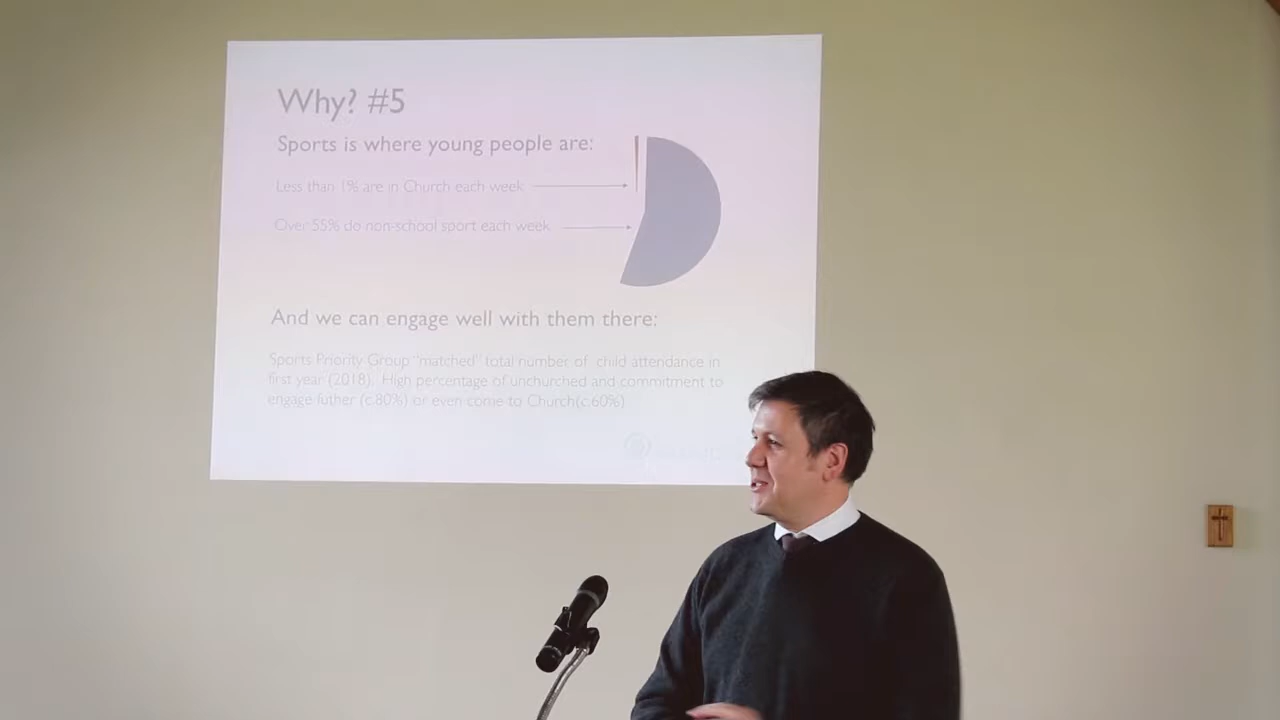 Why? #5
Sports is where young people are:
Less than 1% are in Church each week
Over 55% do non-school sport each week
And we can engage well with them there:
Sports Priority Group "matched" total number of child attendance in
first year (2018). High percentage of unchurched and commitment to
engage futher (c.80%) or even come to Church(c.60%)